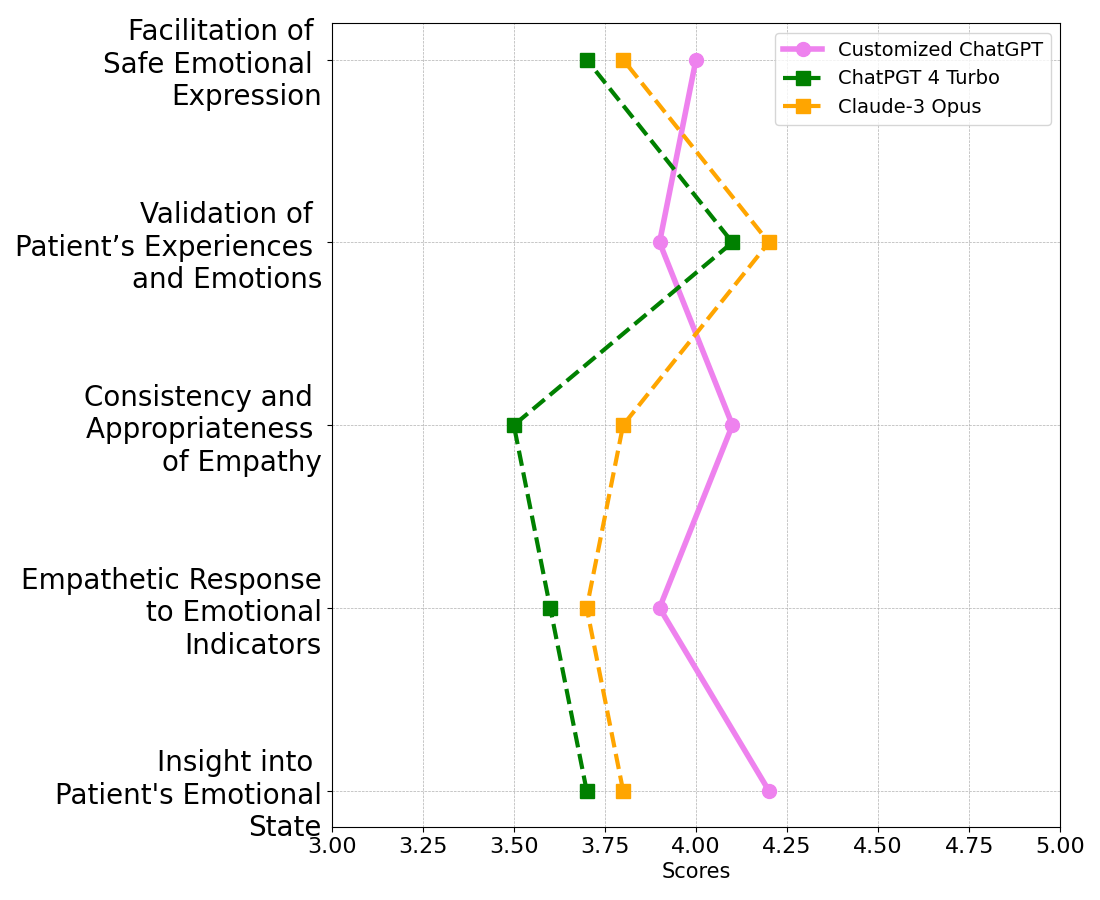 Facilitation of
Safe Emotional
Expression
Validation of
Patient’s Experiences
and Emotions
Consistency and
Appropriateness
of Empathy
Empathetic Response
to Emotional
Indicators
Insight into
Patient's Emotional
State
Customized ChatGPT
ChatPGT 4 Turbo
Claude-3 Opus
3.00 3.25 3.50 3.75 4.00 4.25 4.50 4.75 5.00
Scores